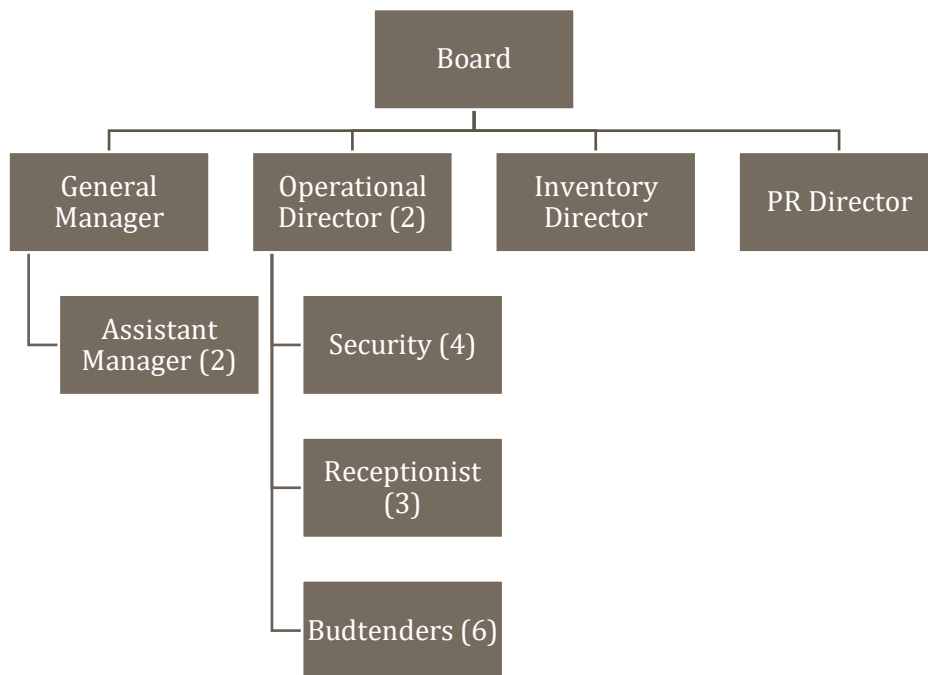 Board
General
Manager
Operational
Director (2)
Inventory
Director
PR Director
Assistant
Manager (2)
Security (4)
Receptionist
(3)
Budtenders (6)